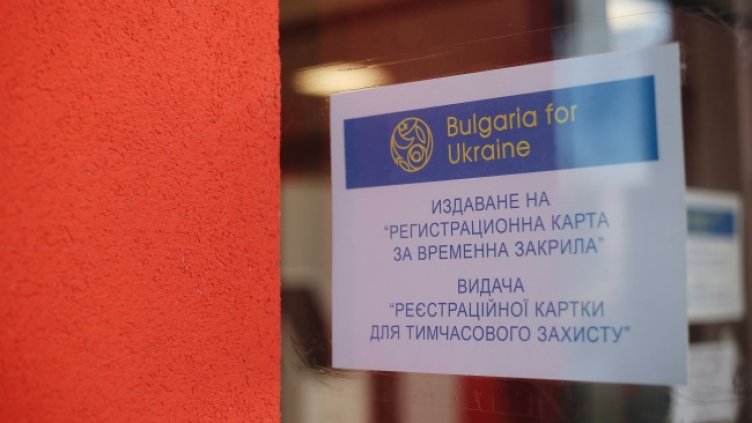 Bulgaria for
Ukraine
ИЗДАВАНЕ НА
“РЕГИСТРАЦИОННА КАРТА
ЗА ВРЕМЕННА ЗАКРИЛА”
ВИДАЧА
“РЕЄСТРАЦІЙНОЇ КАРТКИ
ДЛЯ ТИМЧАСОВОГО ЗАХИСТУ”